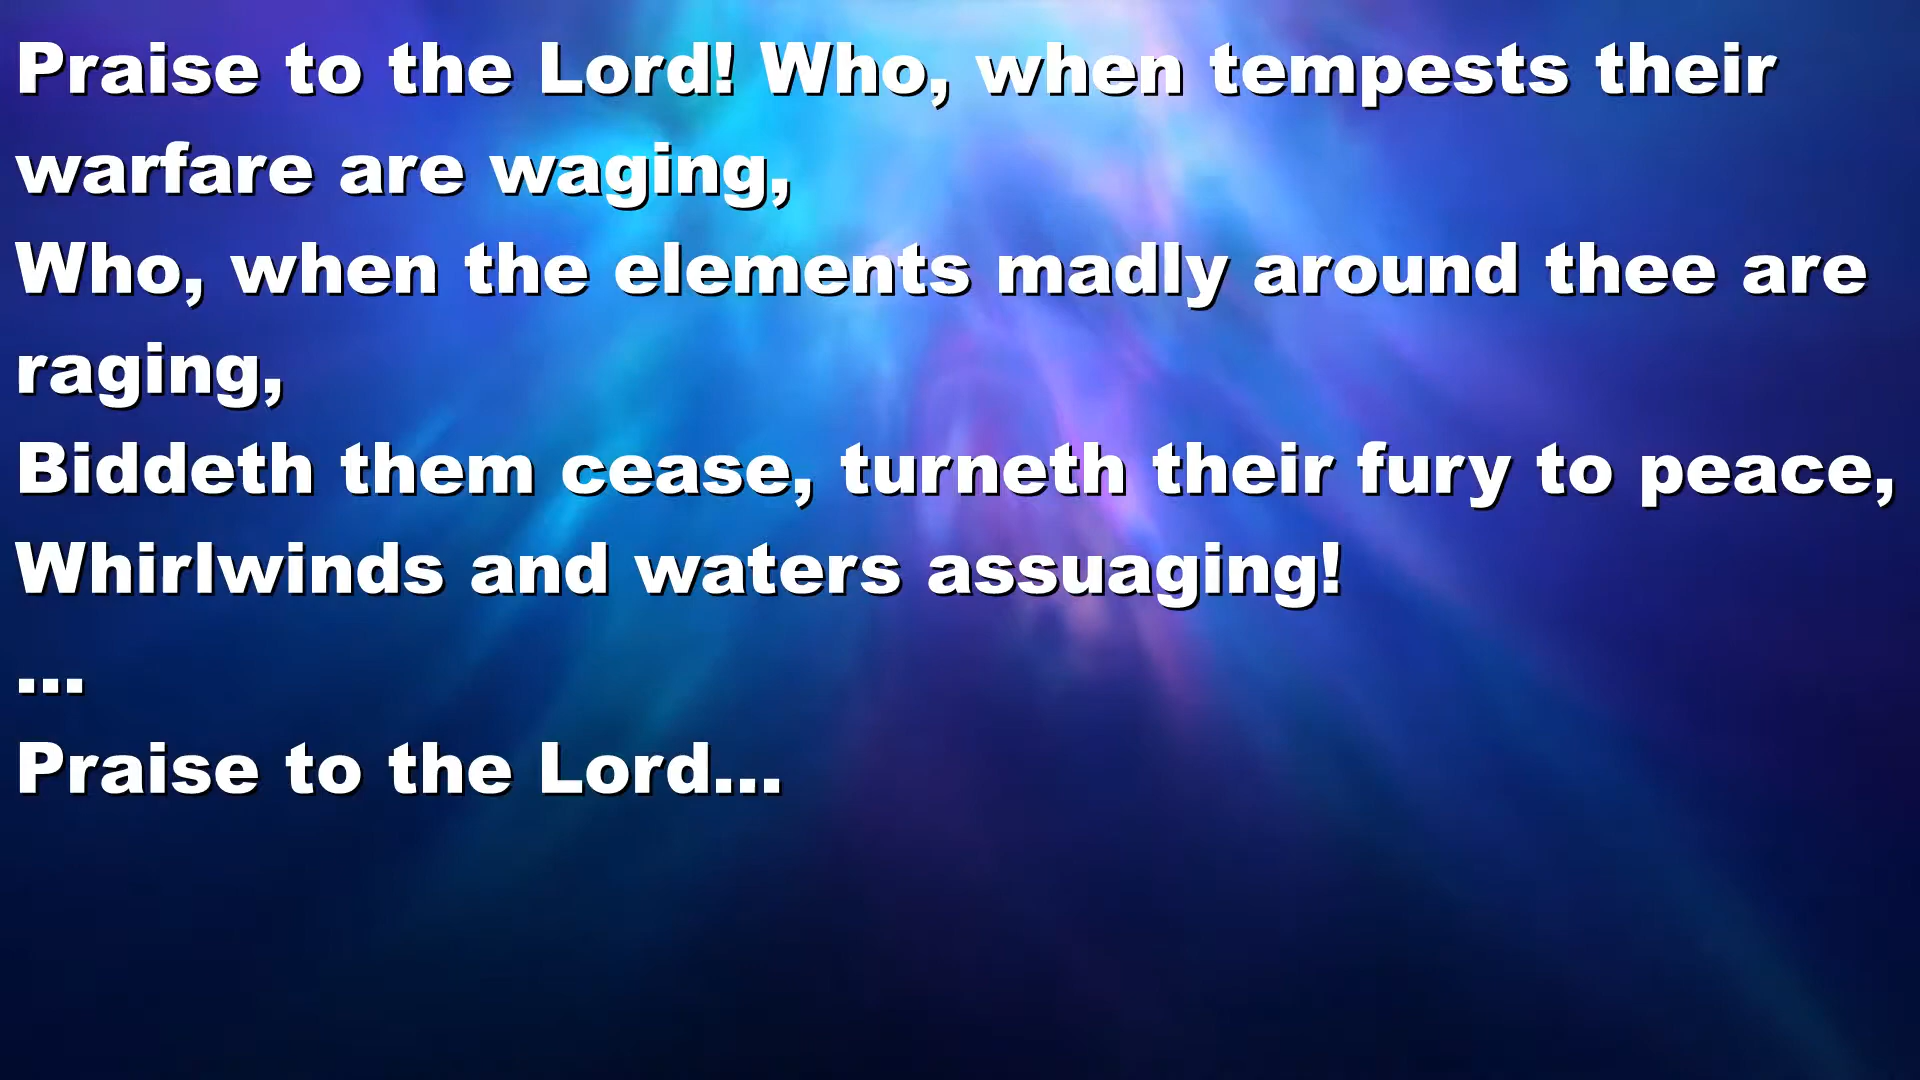 Praise to the Lord! Who, when tempests their
warfare are waging,
Who, when the elements madly around thee are
raging,
Biddeth them cease, turneth their fury to peace,
Whirlwinds and waters assuaging!
...
Praise to the Lord...